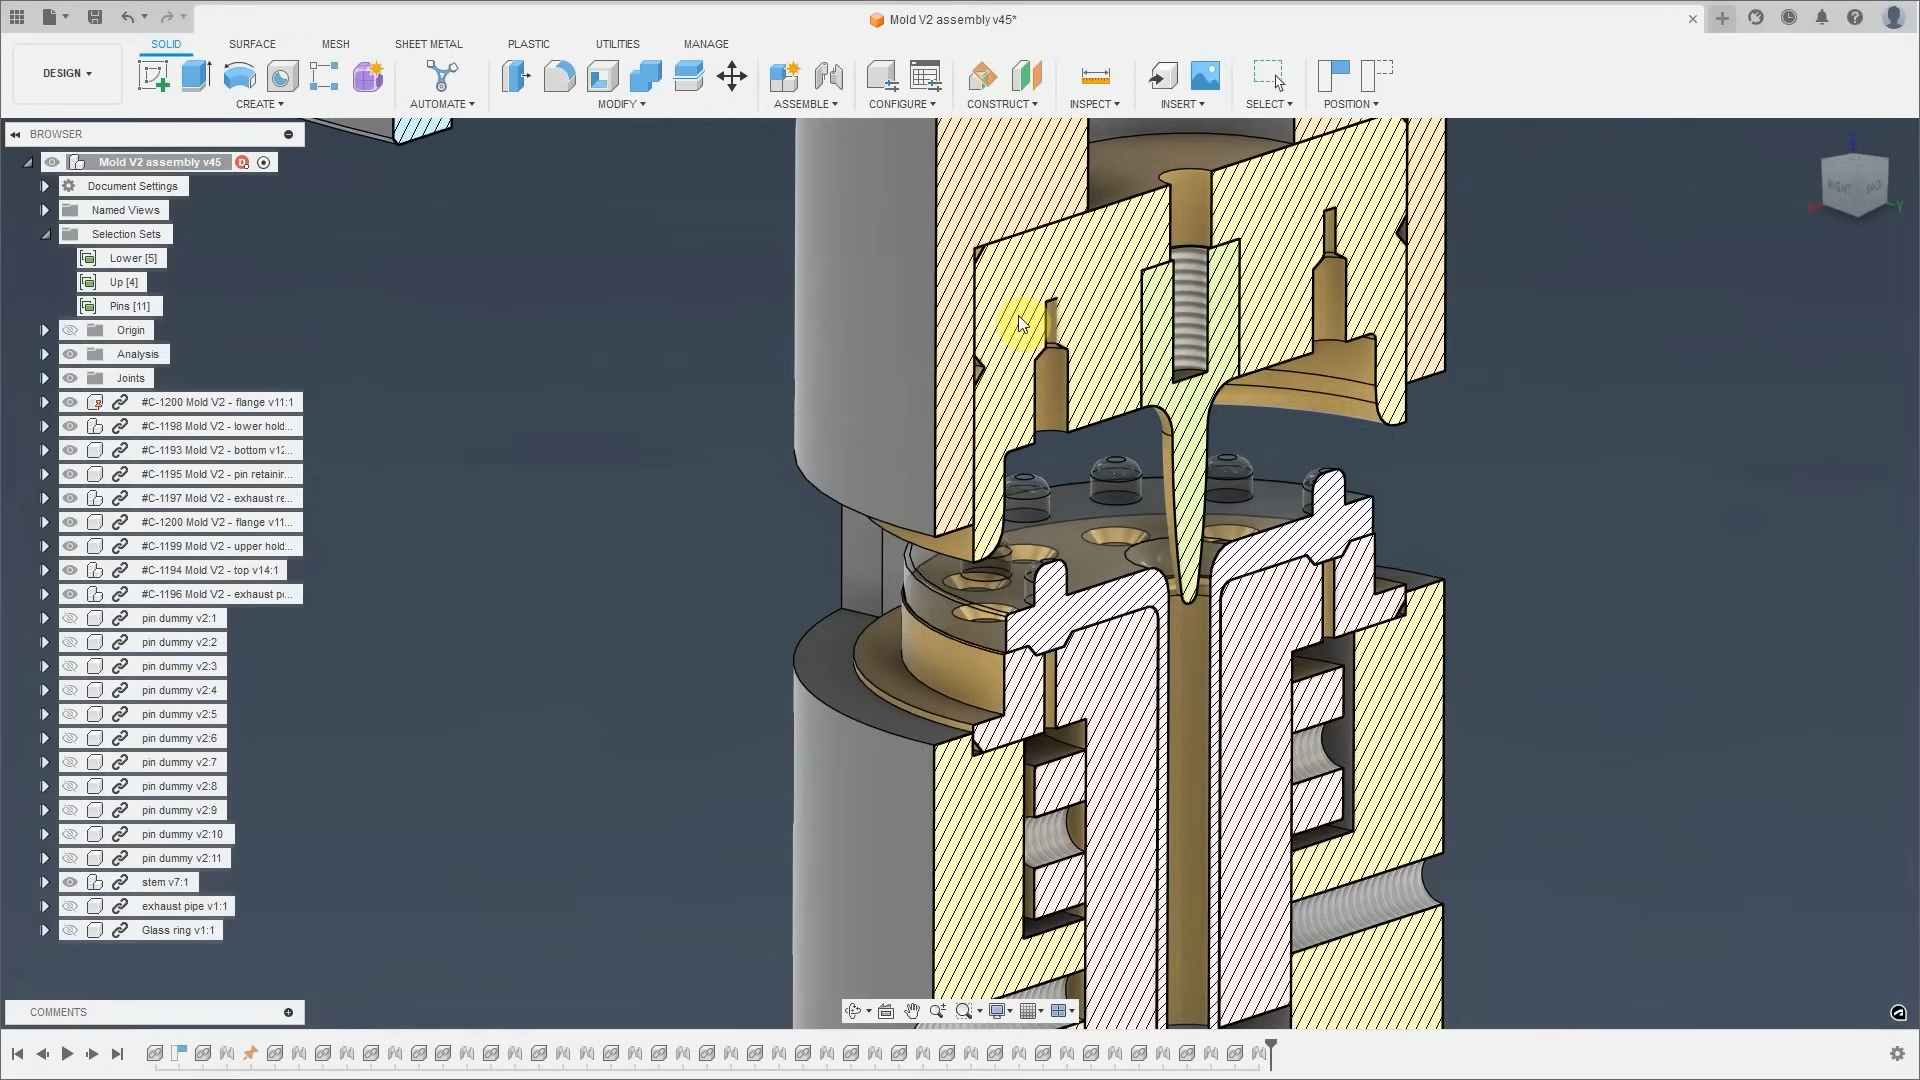 Mold V2 assembly v45*
DESIGN
SOLID SURFACE MESH SHEET METAL PLASTIC UTILITIES MANAGE
CREATE AUTOMATE MODIFY ASSEMBLE CONFIGURE CONSTRUCT INSPECT INSERT SELECT POSITION
BROWSER
Mold V2 assembly v45
Document Settings
Named Views
Selection Sets
Lower [5]
Up [4]
Pins [11]
Origin
Analysis
Joints
#C-1200 Mold V2 - flange v11:1
#C-1198 Mold V2 - lower hold...
#C-1193 Mold V2 - bottom v12...
#C-1195 Mold V2 - pin retainir...
#C-1197 Mold V2 - exhaust re...
#C-1200 Mold V2 - flange v11...
#C-1199 Mold V2 - upper hold...
#C-1194 Mold V2 - top v14:1
#C-1196 Mold V2 - exhaust pi...
pin dummy v2:1
pin dummy v2:2
pin dummy v2:3
pin dummy v2:4
pin dummy v2:5
pin dummy v2:6
pin dummy v2:7
pin dummy v2:8
pin dummy v2:9
pin dummy v2:10
pin dummy v2:11
stem v7:1
exhaust pipe v1:1
Glass ring v1:1
COMMENTS
Z
RIGHT BACK
X Y